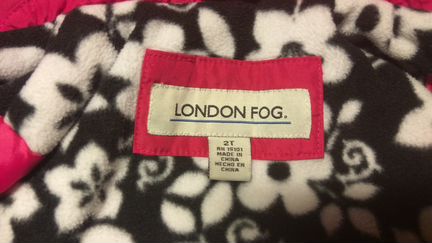 LONDON FOG.
2T
RN 15101
MADE IN
CHINA
HECHO EN
CHINA